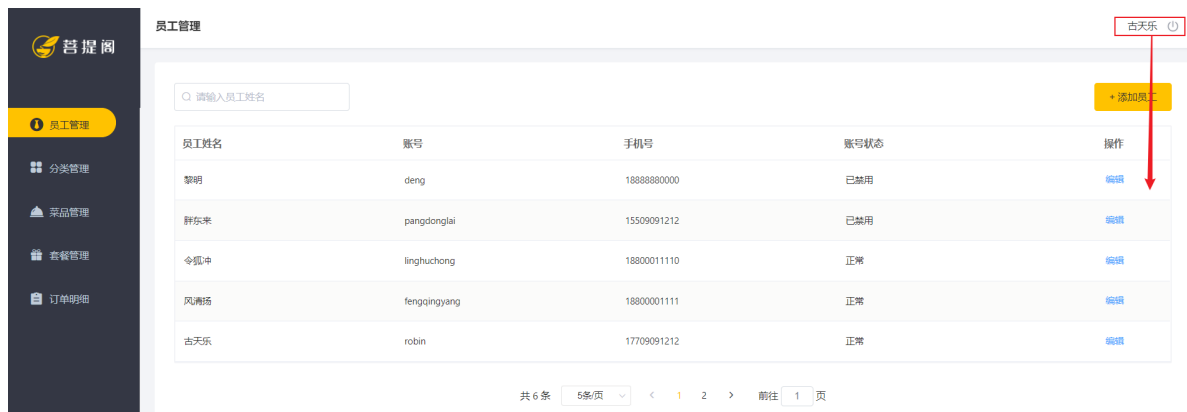 菩提阁
员工管理
古天乐
员工管理
分类管理
菜品管理
套餐管理
订单明细
请输入员工姓名
+ 添加员工
员工姓名 账号 手机号 账号状态 操作
黎明 deng 18888880000 已禁用 编辑
胖东来 pangdonglai 15509091212 已禁用 编辑
令狐冲 linghuchong 18800011110 正常 编辑
风清扬 fengqingyang 18800001111 正常 编辑
古天乐 robin 17709091212 正常 编辑
共 6 条 5条/页 < 1 2 > 前往 1 页